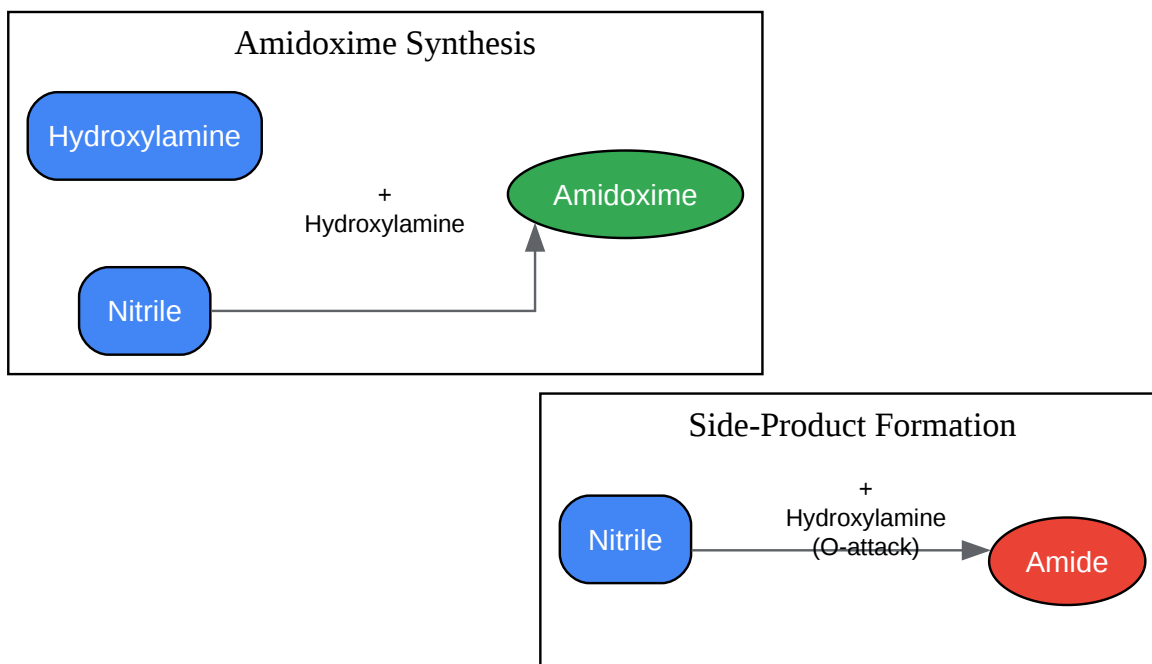 Amidoxime Synthesis
Hydroxylamine
+
Hydroxylamine
Amidoxime
Nitrile
Side-Product Formation
+
Hydroxylamine
(O-attack)
Nitrile
Amide